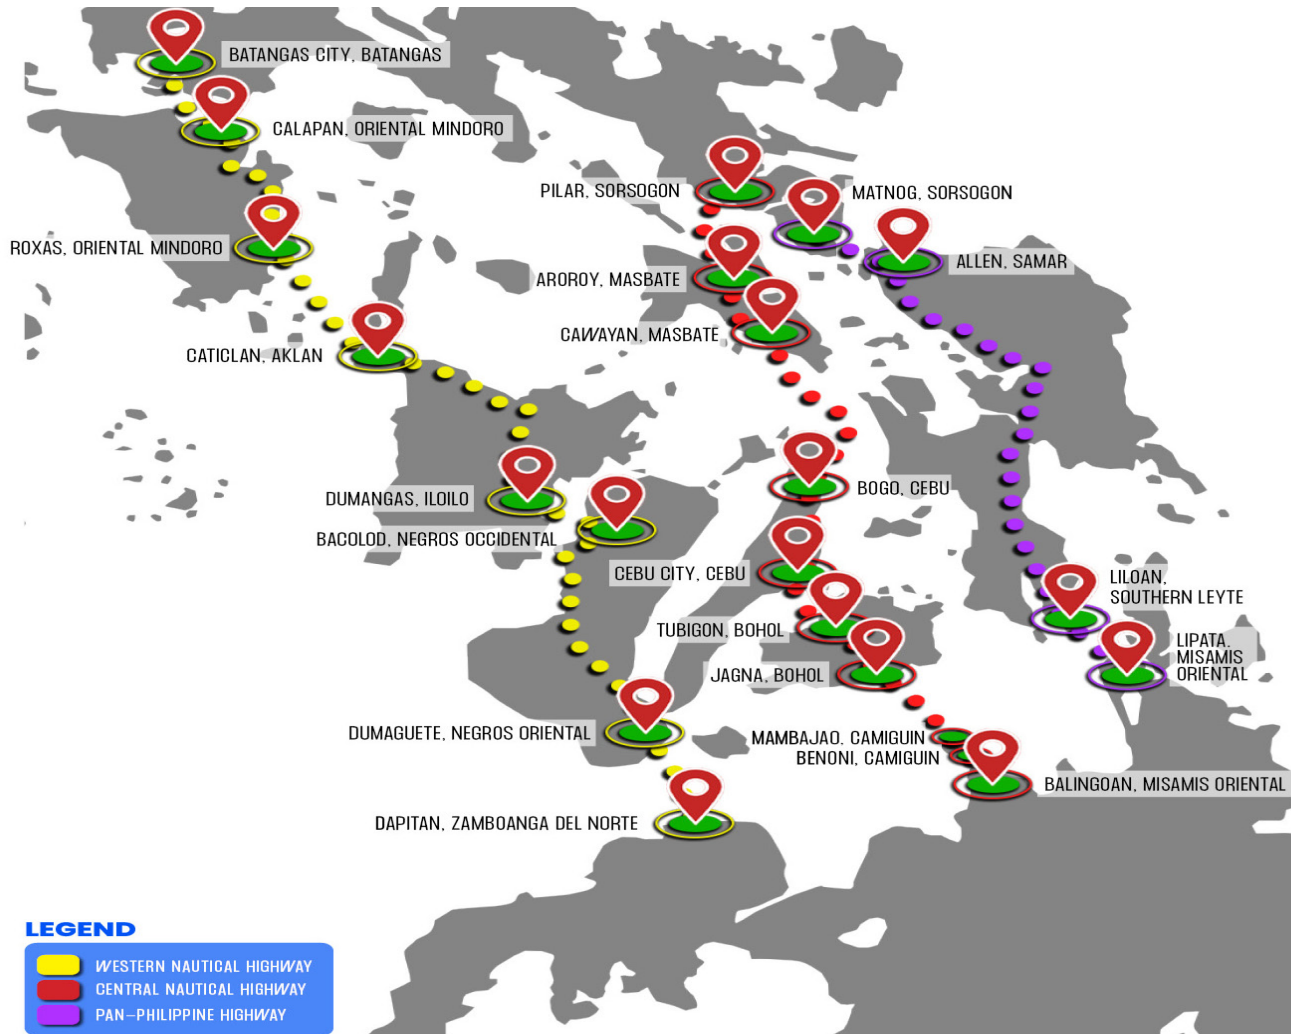 BATANGAS CITY, BATANGAS
CALAPAN, ORIENTAL MINDORO
PILAR, SORSOGON
MATNOG, SORSOGON
ROXAS, ORIENTAL MINDORO
ALLEN, SAMAR
AROROY, MASBATE
CAWAYAN, MASBATE
CATICLAN, AKLAN
DUMANGAS, ILOILO
BOGO, CEBU
BACOLOD, NEGROS OCCIDENTAL
CEBU CITY, CEBU
LILOAN,
SOUTHERN LEYTE
TUBIGON, BOHOL
LIPATA,
MISAMIS
ORIENTAL
JAGNA, BOHOL
DUMAGUETE, NEGROS ORIENTAL
MAMBAJAO, CAMIGUIN
BENONI, CAMIGUIN
BALINGOAN, MISAMIS ORIENTAL
DAPITAN, ZAMBOANGA DEL NORTE
LEGEND
WESTERN NAUTICAL HIGHWAY
CENTRAL NAUTICAL HIGHWAY
PAN-PHILIPPINE HIGHWAY